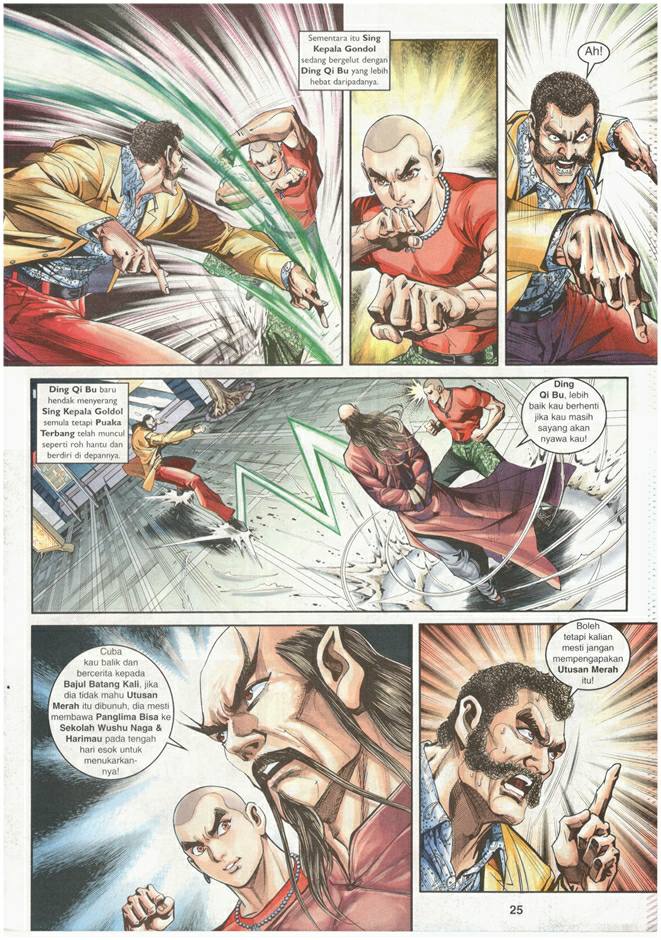 Sementara itu Sing
Kepala Gondol
sedang bergelut dengan
Ding Qi Bu yang lebih
hebat daripadanya.
Ah!
Ding Qi Bu baru
hendak menyerang
Sing Kepala Goldol
semula tetapi Puaka
Terbang telah muncul
seperti roh hantu dan
berdiri di depannya.
Ding
Qi Bu, lebih
baik kau berhenti
jika kau masih
sayang akan
nyawa kau!
Cuba
kau balik dan
bercerita kepada
Bajul Batang Kali, jika
dia tidak mahu Utusan
Merah itu dibunuh, dia mesti
membawa Panglima Bisa ke
Sekolah Wushu Naga &
Harimau pada tengah
hari esok untuk
menukarkan-
nya!
Boleh
tetapi kalian
mesti jangan
mempengapakan
Utusan Merah
itu!
25